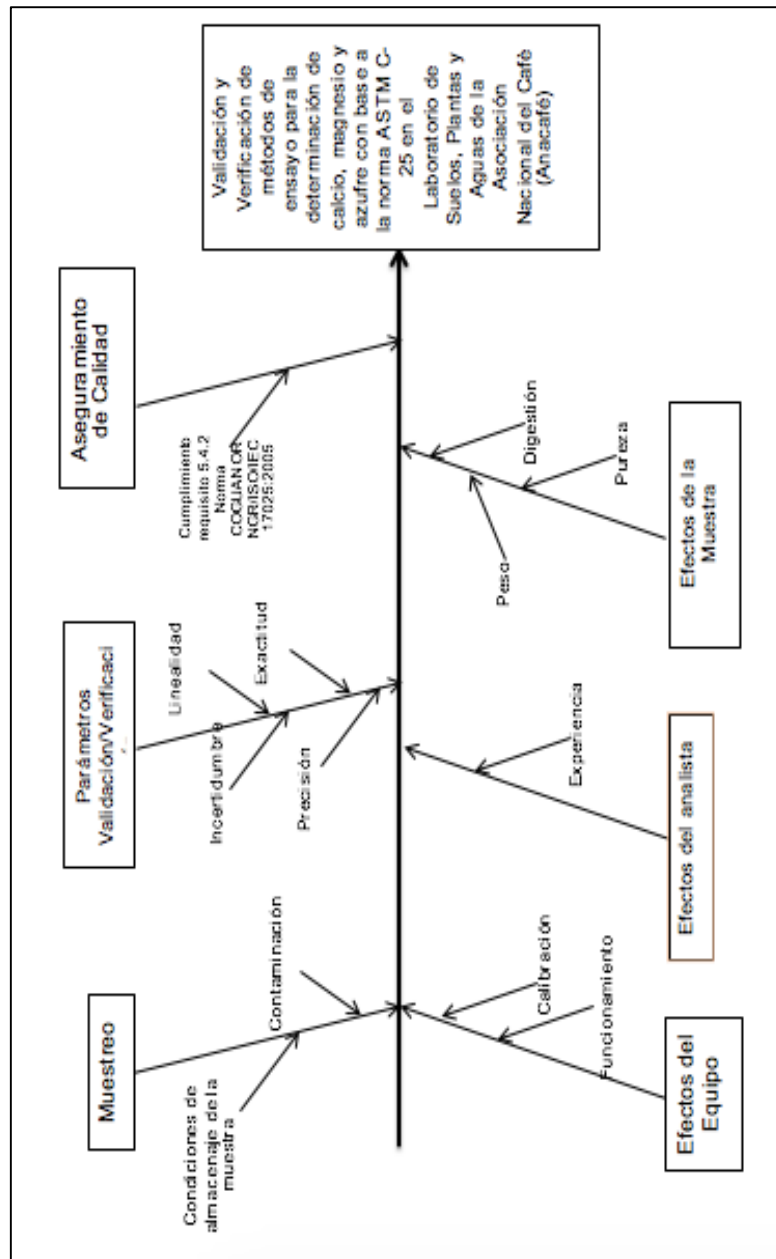 Muestreo
Condiciones de
almacenaje de la
muestra
Contaminación
Parámetros
Validación/Verificaci
Linealidad
Incertidumbre
Exactitud
Precisión
Aseguramiento
de Calidad
Cumplimiento
requisito 5.4.2
Norma
COGUANOR
NGR/ISO/IEC
17025:2005
Validación y
Verificación de
métodos de
ensayo para la
determinación de
calcio, magnesio y
azufre con base a
la norma ASTM C-
25 en el
Laboratorio de
Suelos, Plantas y
Aguas de la
Asociación
Nacional del Café
(Anacafé)
Calibración
Funcionamiento
Efectos del
Equipo
Experiencia
Efectos del analista
Digestión
Peso
Pureza
Efectos de la
Muestra